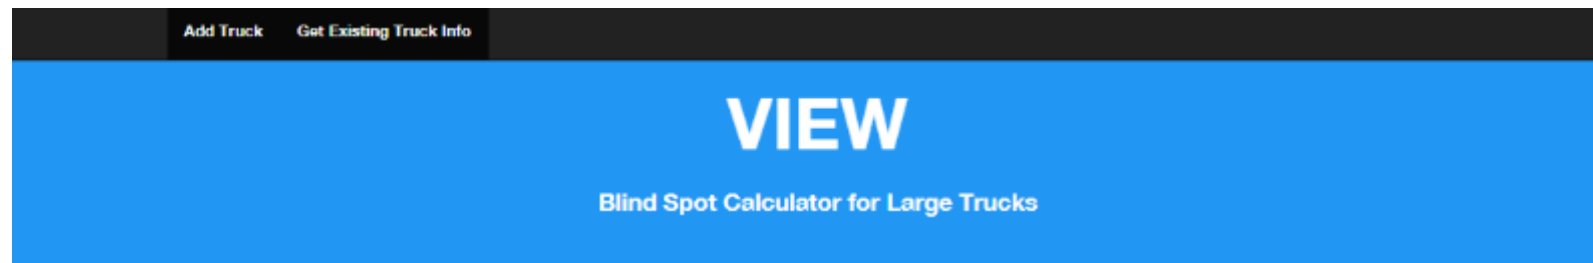 Add Truck Get Existing Truck Info
VIEW
Blind Spot Calculator for Large Trucks